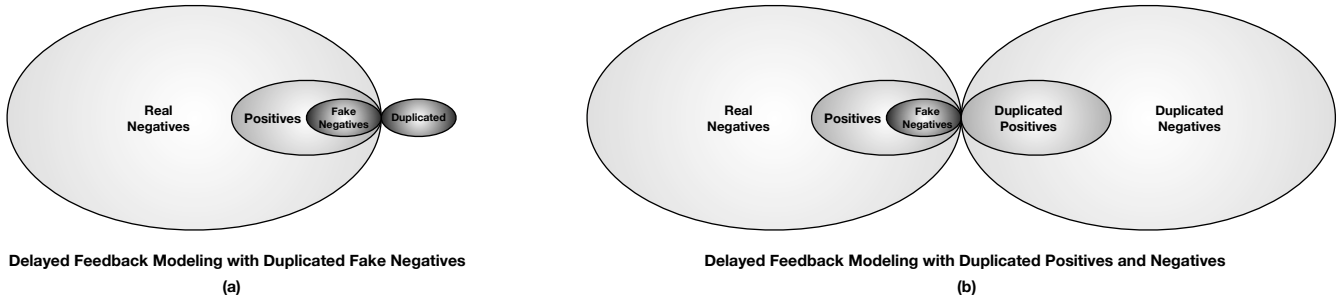 Real
Negatives
Positives
Fake
Negatives
Duplicated
Delayed Feedback Modeling with Duplicated Fake Negatives
(a)
Real
Negatives
Positives
Fake
Negatives
Duplicated
Positives
Duplicated
Negatives
Delayed Feedback Modeling with Duplicated Positives and Negatives
(b)